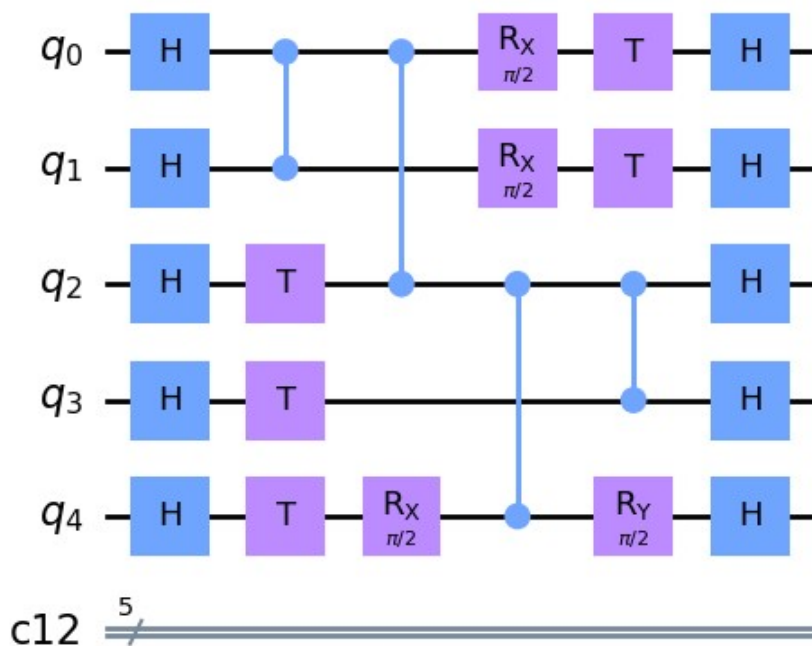 q0 H RX π/2 T H
q1 H RX π/2 T H
q2 H T H
q3 H T H
q4 H T RX π/2 RY π/2 H
5
c12